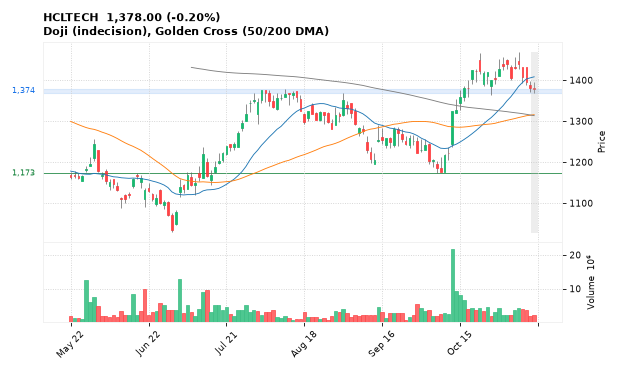 HCLTECH 1,378.00 (-0.20%)
Doji (indecision), Golden Cross (50/200 DMA)
1,374
1,173
1400
1300
1200
1100
Price
20
10
Volume 10⁶
May 22
Jun 22
Jul 21
Aug 18
Sep 16
Oct 15